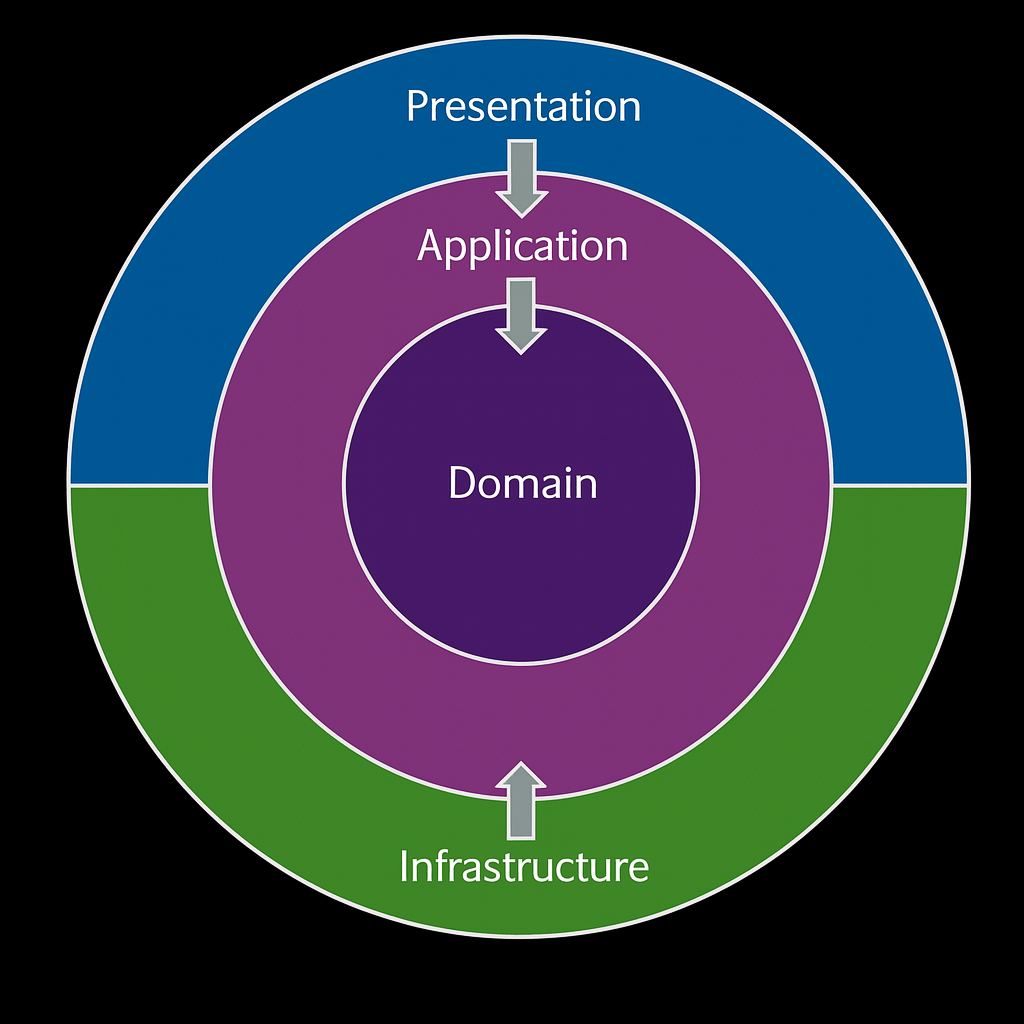 Presentation
Application
Domain
Infrastructure